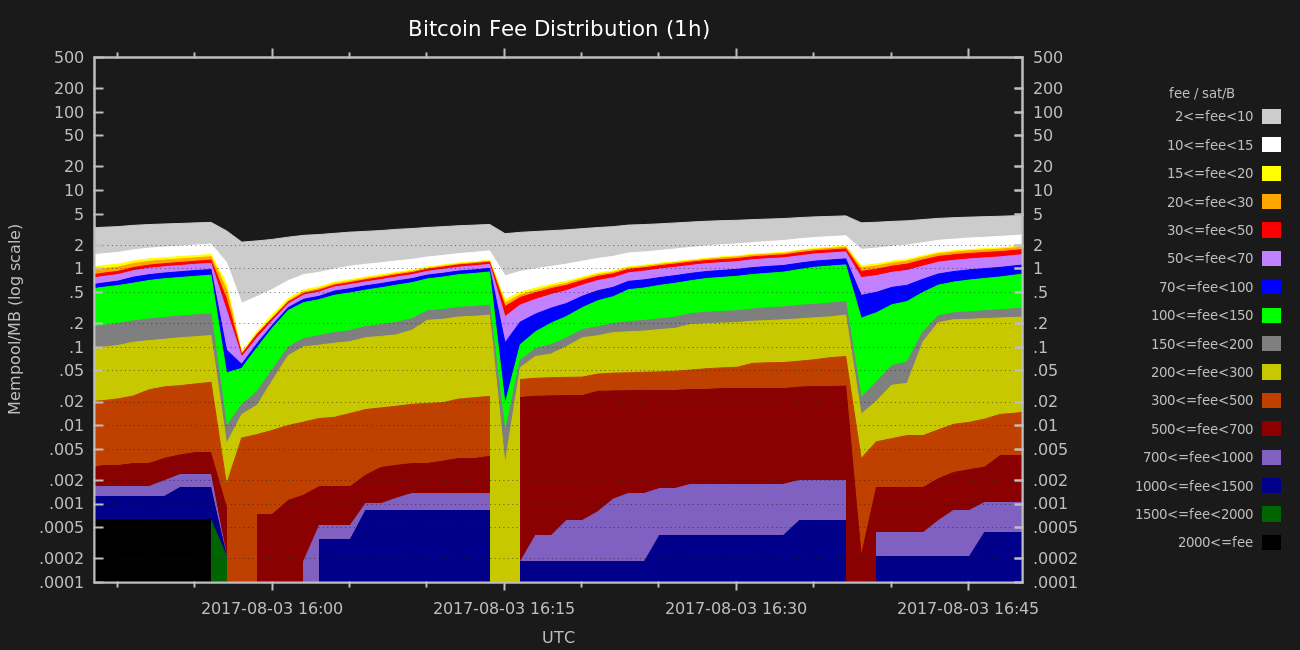 Bitcoin Fee Distribution (1h)
500 500
200 200
100 100
50 50
20 20
10 10
5 5
2 2
1 1
.5 .5
.2 .2
.1 .1
.05 .05
.02 .02
.01 .01
.005 .005
.002 .002
.001 .001
.0005 .0005
.0002 .0002
.0001 .0001
Mempool/MB (log scale)
2017-08-03 16:00 2017-08-03 16:15 2017-08-03 16:30 2017-08-03 16:45
UTC
fee / sat/B
2<=fee<10
10<=fee<15
15<=fee<20
20<=fee<30
30<=fee<50
50<=fee<70
70<=fee<100
100<=fee<150
150<=fee<200
200<=fee<300
300<=fee<500
500<=fee<700
700<=fee<1000
1000<=fee<1500
1500<=fee<2000
2000<=fee